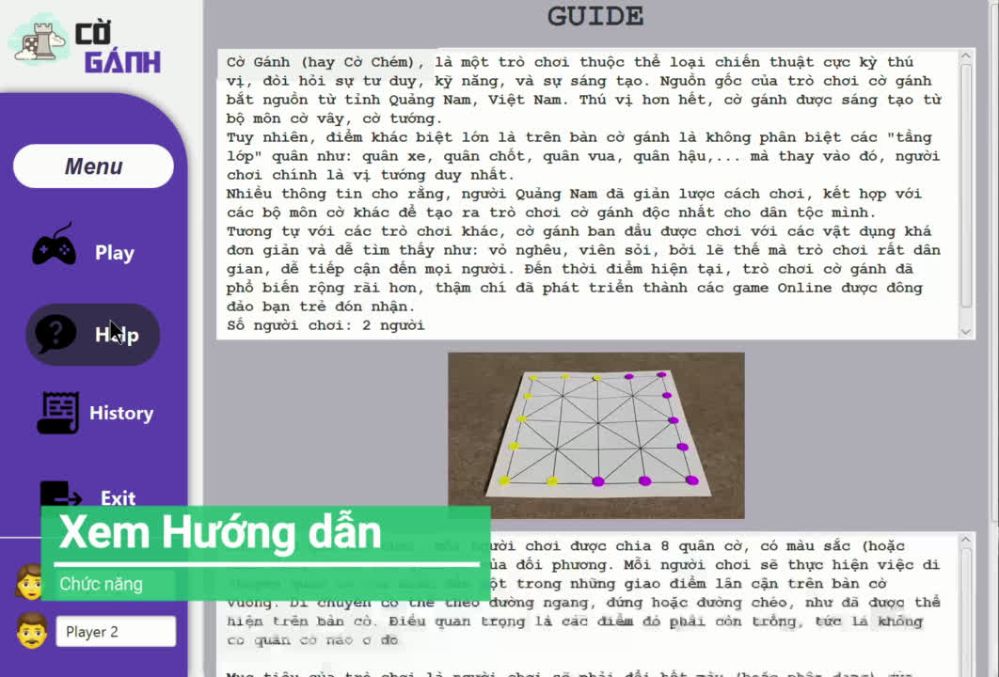 CỜ
GÁNH
Menu
Play
Help
History
Exit
Player 2
GUIDE
Cờ Gánh (hay Cờ Chém), là một trò chơi thuộc thể loại chiến thuật cực kỳ thú
vị, đòi hỏi sự tư duy, kỹ năng, và sự sáng tạo. Nguồn gốc của trò chơi cờ gánh
bắt nguồn từ tỉnh Quảng Nam, Việt Nam. Thú vị hơn hết, cờ gánh được sáng tạo từ
bộ môn cờ vây, cờ tướng.
Tuy nhiên, điểm khác biệt lớn là trên bàn cờ gánh là không phân biệt các "tầng
lớp" quân như: quân xe, quân chốt, quân vua, quân hậu,... mà thay vào đó, người
chơi chính là vị tướng duy nhất.
Nhiều thông tin cho rằng, người Quảng Nam đã giản lược cách chơi, kết hợp với
các bộ môn cờ khác để tạo ra trò chơi cờ gánh độc nhất cho dân tộc mình.
Tương tự với các trò chơi khác, cờ gánh ban đầu được chơi với các vật dụng khá
đơn giản và dễ tìm thấy như: vỏ nghêu, viên sỏi, bởi lẽ thế mà trò chơi rất dân
gian, dễ tiếp cận đến mọi người. Đến thời điểm hiện tại, trò chơi cờ gánh đã
phổ biến rộng rãi hơn, thậm chí đã phát triển thành các game Online được đông
đảo bạn trẻ đón nhận.
Số người chơi: 2 người
người chơi được chia 8 quân cờ, có màu sắc (hoặc
của đối phương. Mỗi người chơi sẽ thực hiện việc di
một trong những giao điểm lân cận trên bàn cờ
vuông. Di chuyển có thể theo đường ngang, đứng hoặc đường chéo, như đã được thể
hiện trên bàn cờ. Điều quan trọng là các điểm đó phải còn trống, tức là không
có quân cờ nào ở đó.
Mục tiêu của trò chơi là người chơi sẽ phải đổi hết màu (hoặc
Xem Hướng dẫn
Chức năng